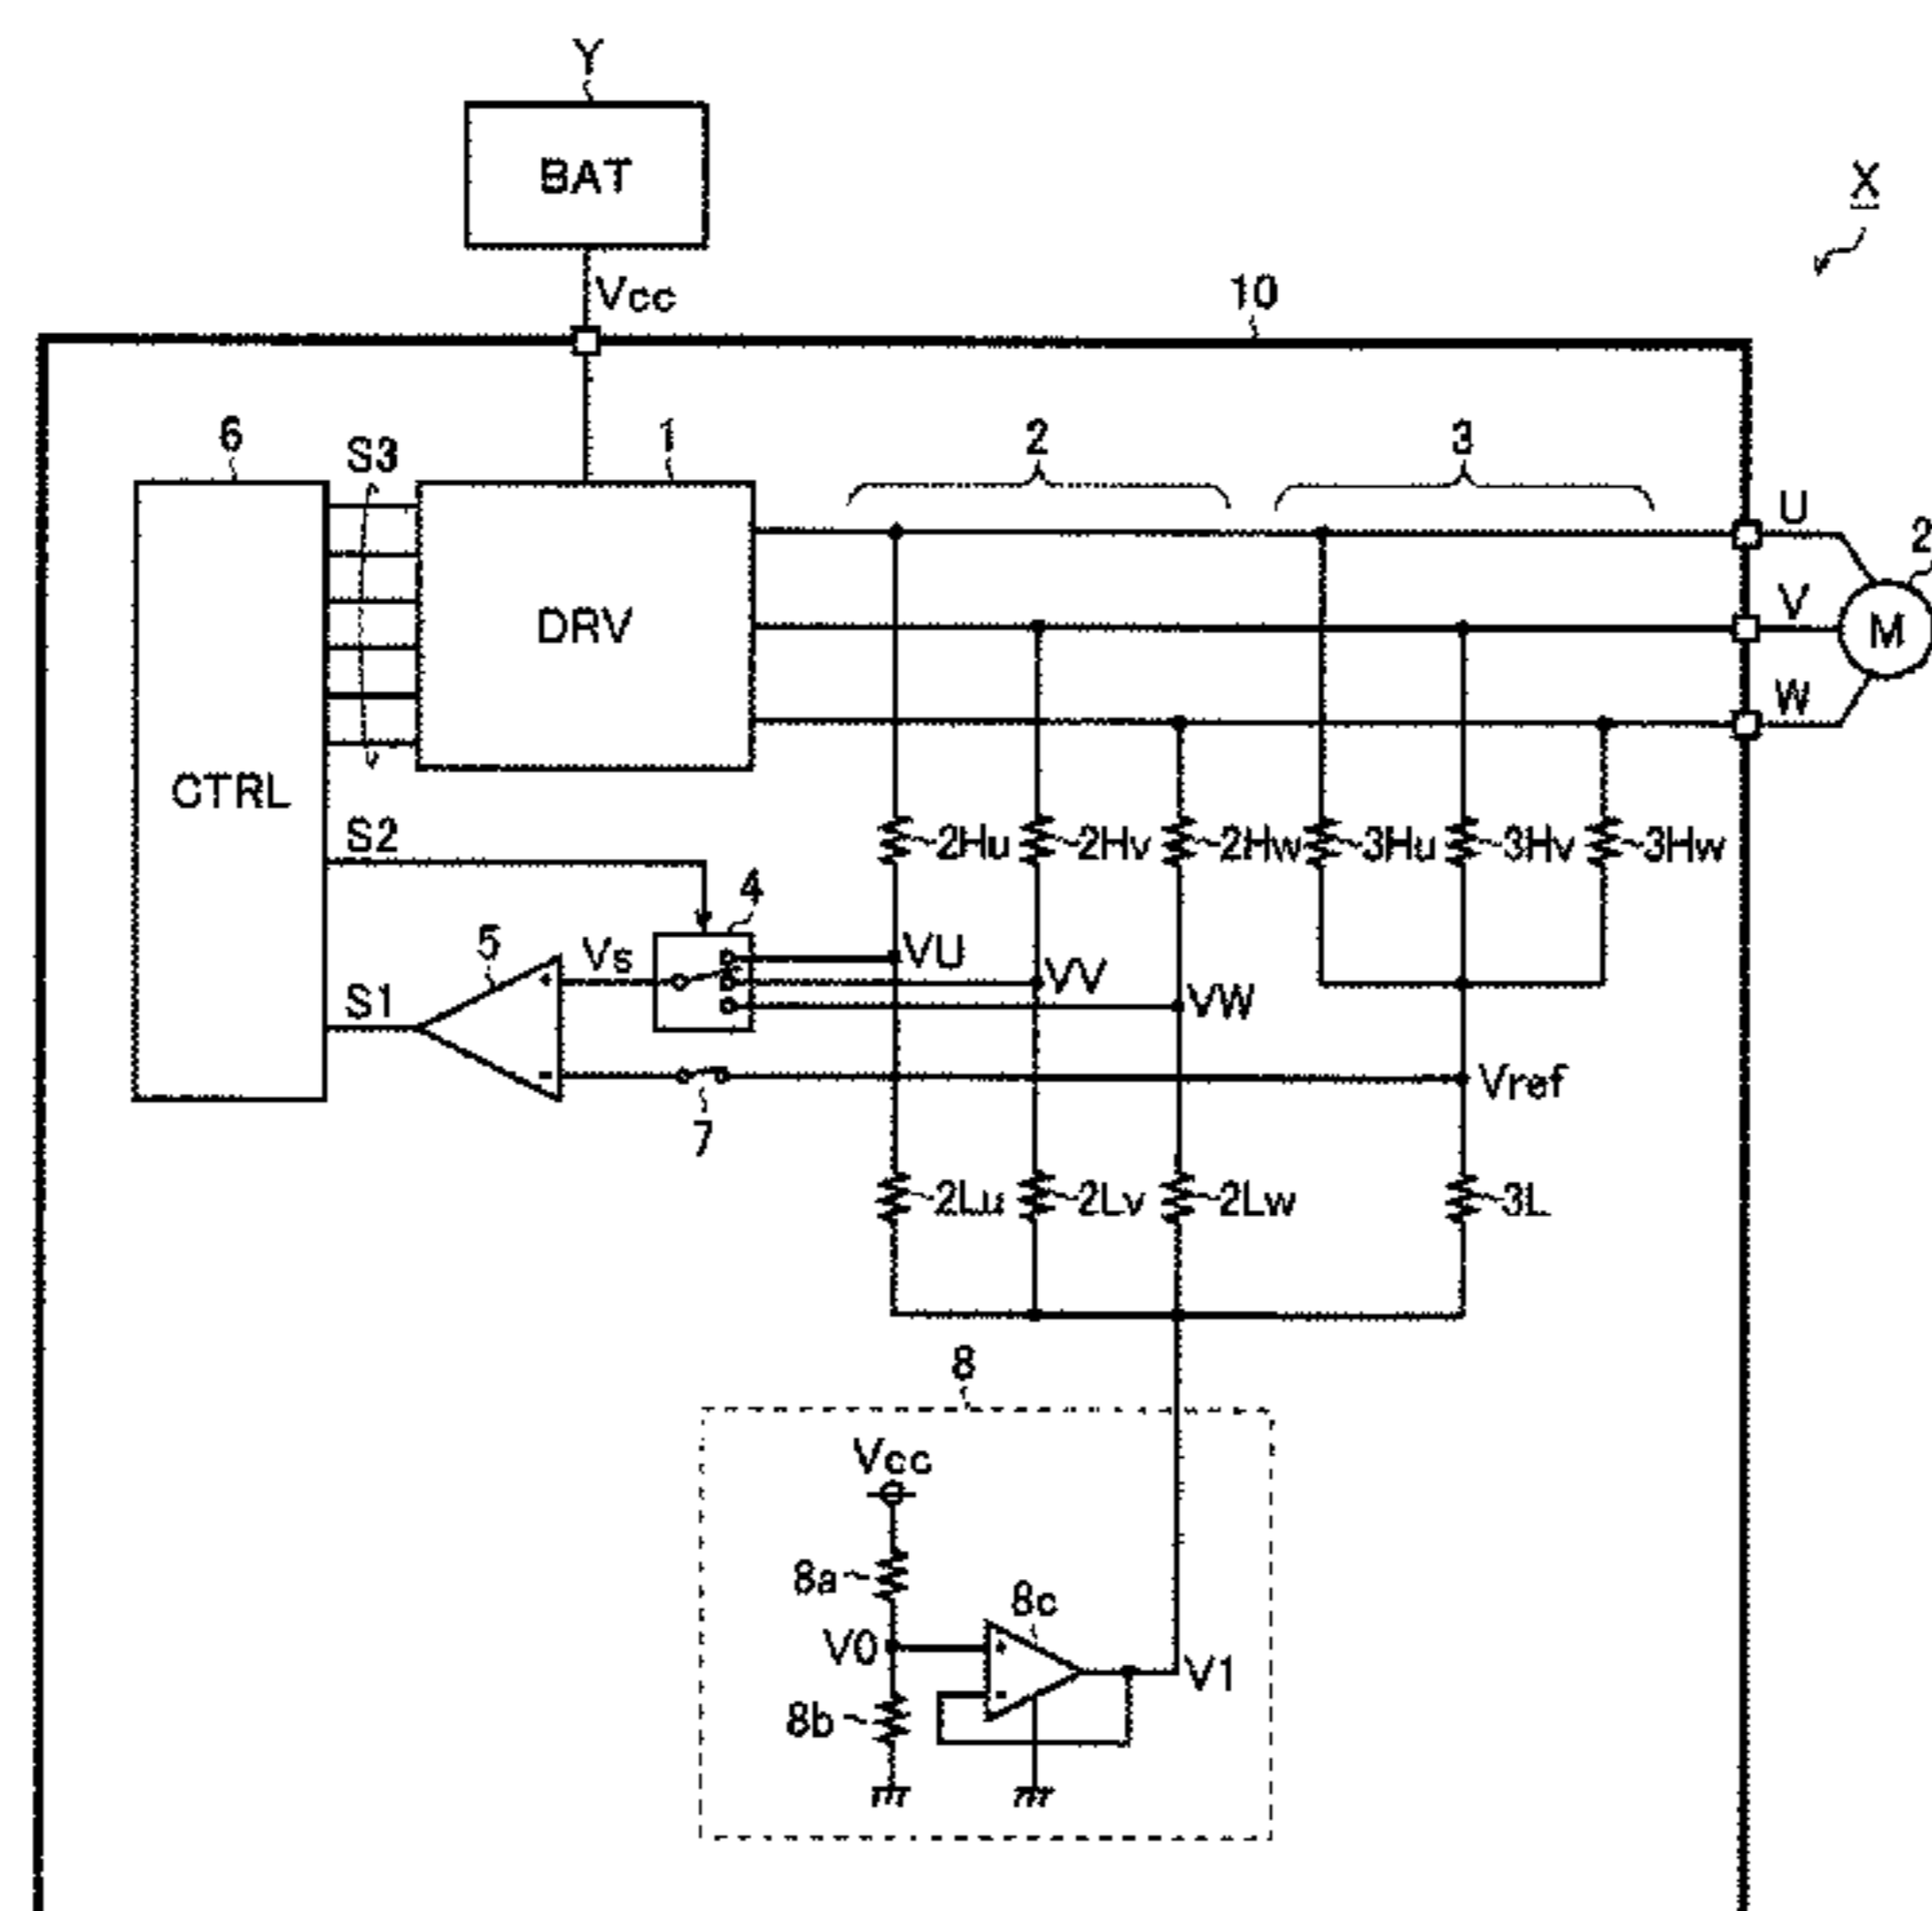 Y
BAT
X
Vcc
10
6
S3
1
2
3
U
2
V
DRV
M
W
CTRL
S2
2Hu
2Hv
2Hw
3Hu
3Hv
3Hw
4
5
Vs
VU
VV
VW
S1
+
-
Vref
7
2Lu
2Lv
2Lw
3L
8
Vcc
8a
8c
V0
+
-
V1
8b